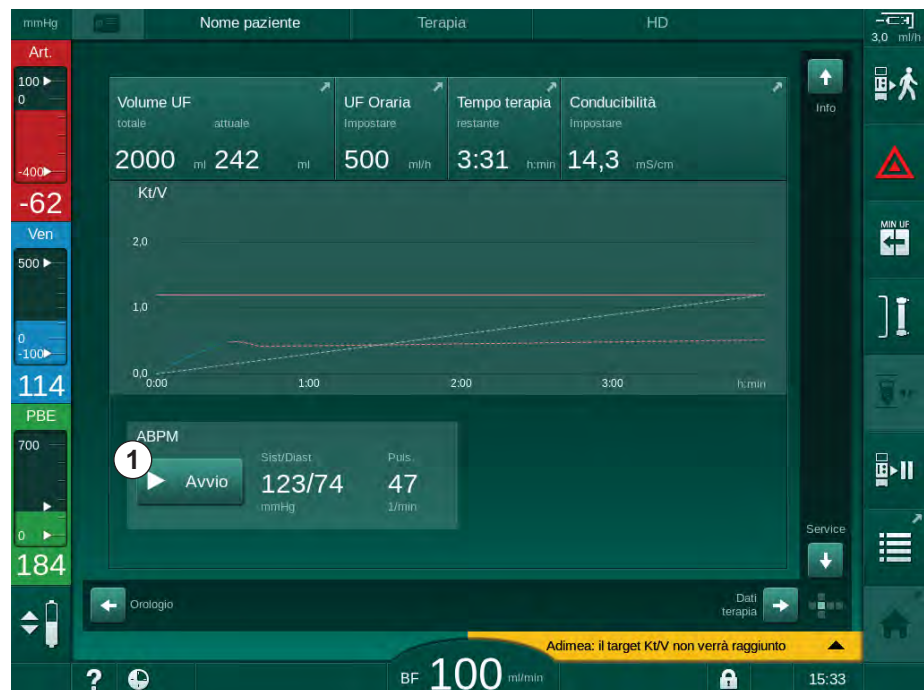 mmHg
Nome paziente
Terapia
HD
3,0 ml/h
Art.
100
0
-400
-62
Ven
500
0
-100
114
PBE
700
0
184
Volume UF
totale attuale
2000 ml 242 ml
UF Oraria
Impostare
500 ml/h
Tempo terapia
restante
3:31 h:min
Conducibilità
Impostare
14,3 mS/cm
Kt/V
2,0
1,0
0,0
0:00 1:00 2:00 3:00 h:min
ABPM
1
Avvio
Sist/Diast
123/74
mmHg
Puls.
47
1/min
Info
Service
MIN UF
Orologio
Dati
terapia
Adimea: il target Kt/V non verrà raggiunto
?
BF 100 ml/min
15:33